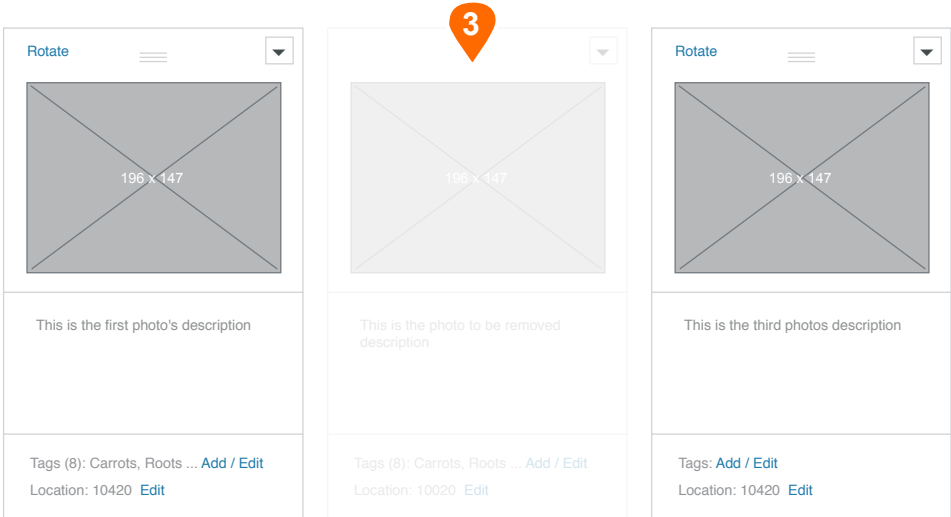 3
Rotate
Rotate
196 x 147
196 x 147
196 x 147
This is the first photo's description
This is the photo to be removed
description
This is the third photos description
Tags (8): Carrots, Roots ... Add / Edit
Location: 10420 Edit
Tags (8): Carrots, Roots ... Add / Edit
Location: 10020 Edit
Tags: Add / Edit
Location: 10420 Edit